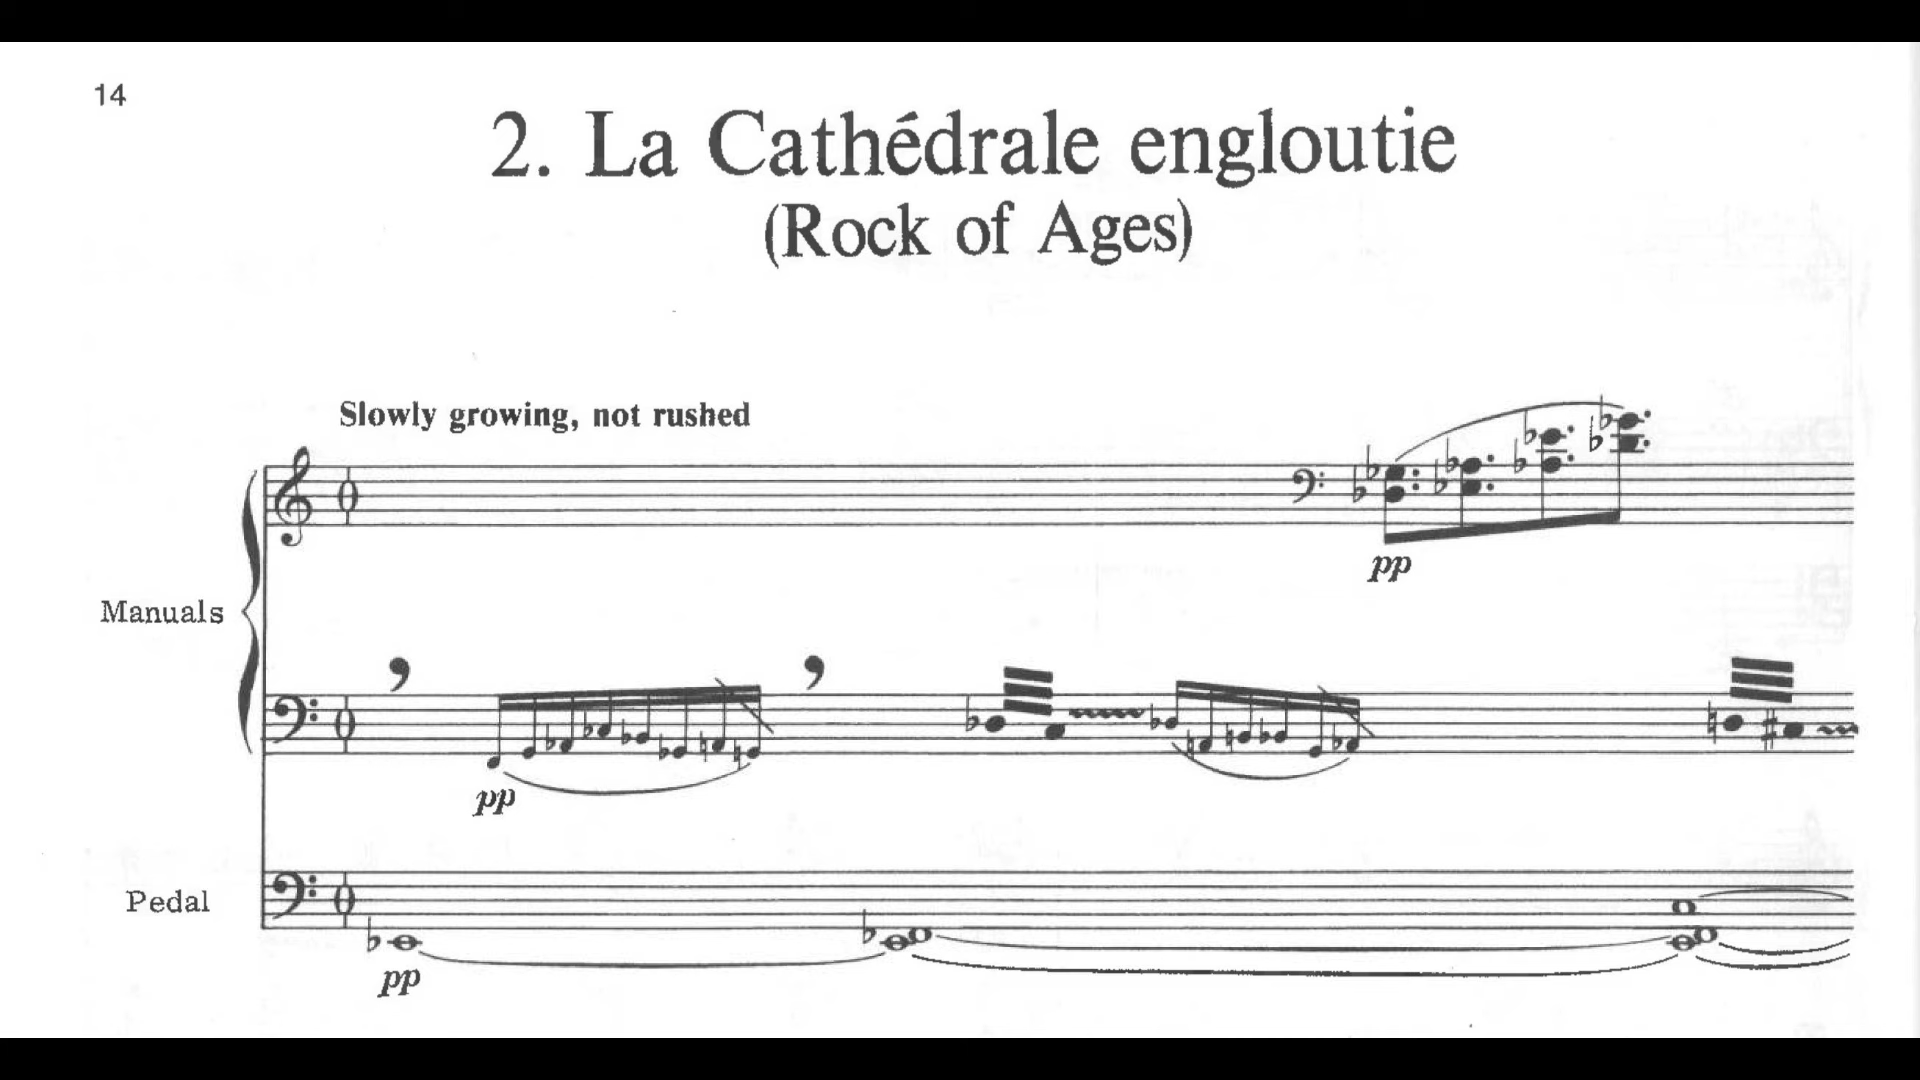 14
2. La Cathédrale engloutie
(Rock of Ages)
Slowly growing, not rushed
pp
Manuals
pp
Pedal
pp